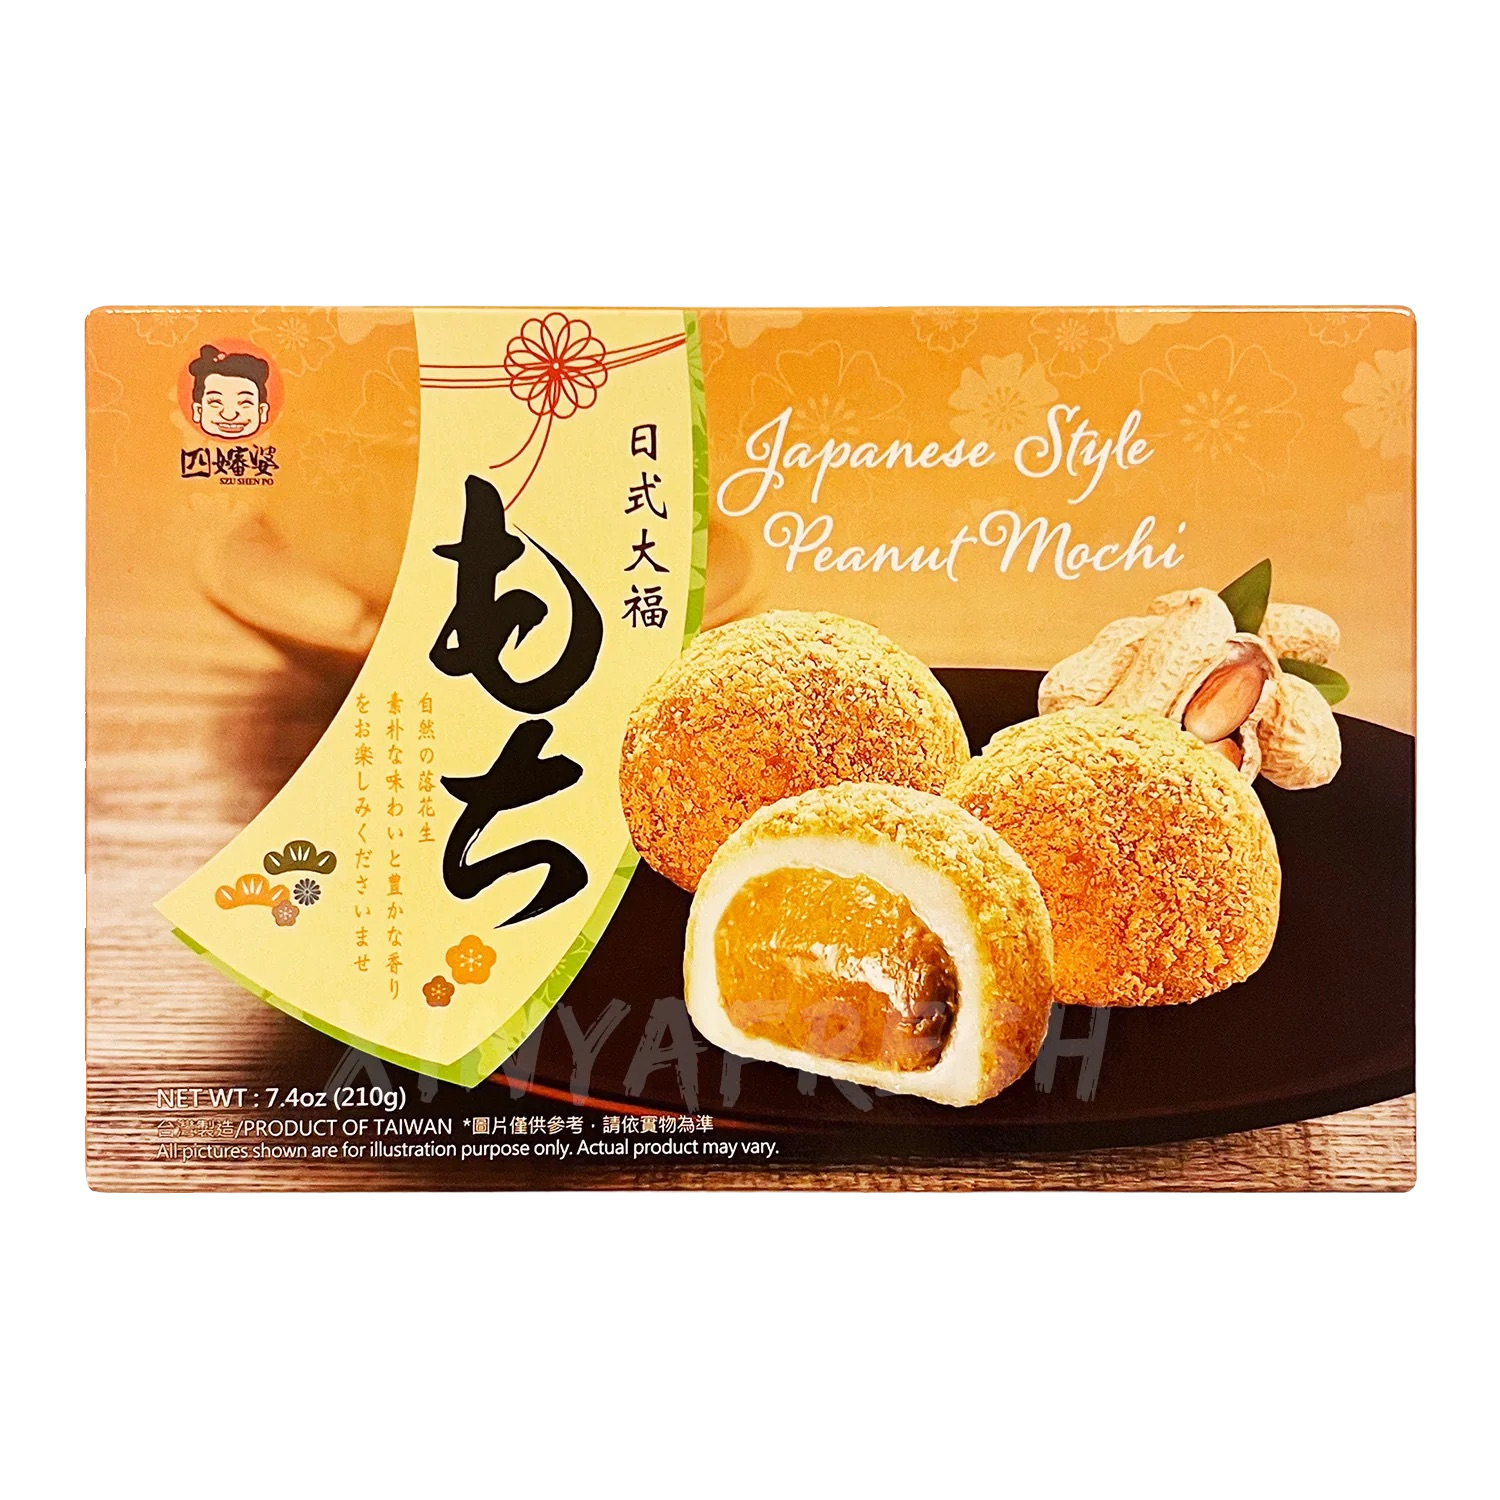 四嬸婆
SZU SHEN PO
日式大福
もち
自然の落花生
素朴な味わいと豊かな香り
をお楽しみくださいませ
Japanese Style
Peanut Mochi
XINYAFRESH
NET WT : 7.4oz (210g)
台灣製造/PRODUCT OF TAIWAN *圖片僅供參考，請依實物為準
All pictures shown are for illustration purpose only. Actual product may vary.